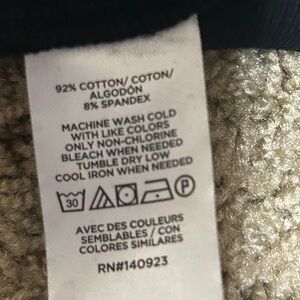 92% COTTON/ COTON/
ALGODÓN
8% SPANDEX
MACHINE WASH COLD
WITH LIKE COLORS
ONLY NON-CHLORINE
BLEACH WHEN NEEDED
TUMBLE DRY LOW
COOL IRON WHEN NEEDED
30 P
AVEC DES COULEURS
SEMBLABLES / CON
COLORES SIMILARES
RN#140923